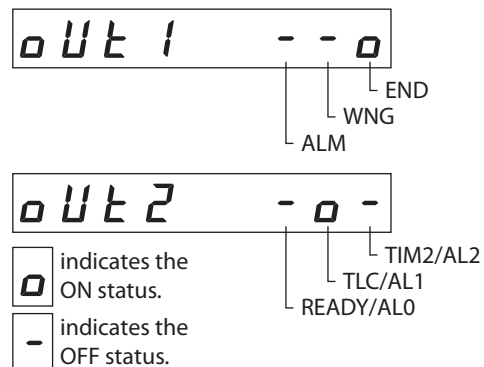 oUt1 --o
END
WNG
ALM
oUt2 -o-
TIM2/AL2
TLC/AL1
READY/AL0
o indicates the
ON status.
- indicates the
OFF status.